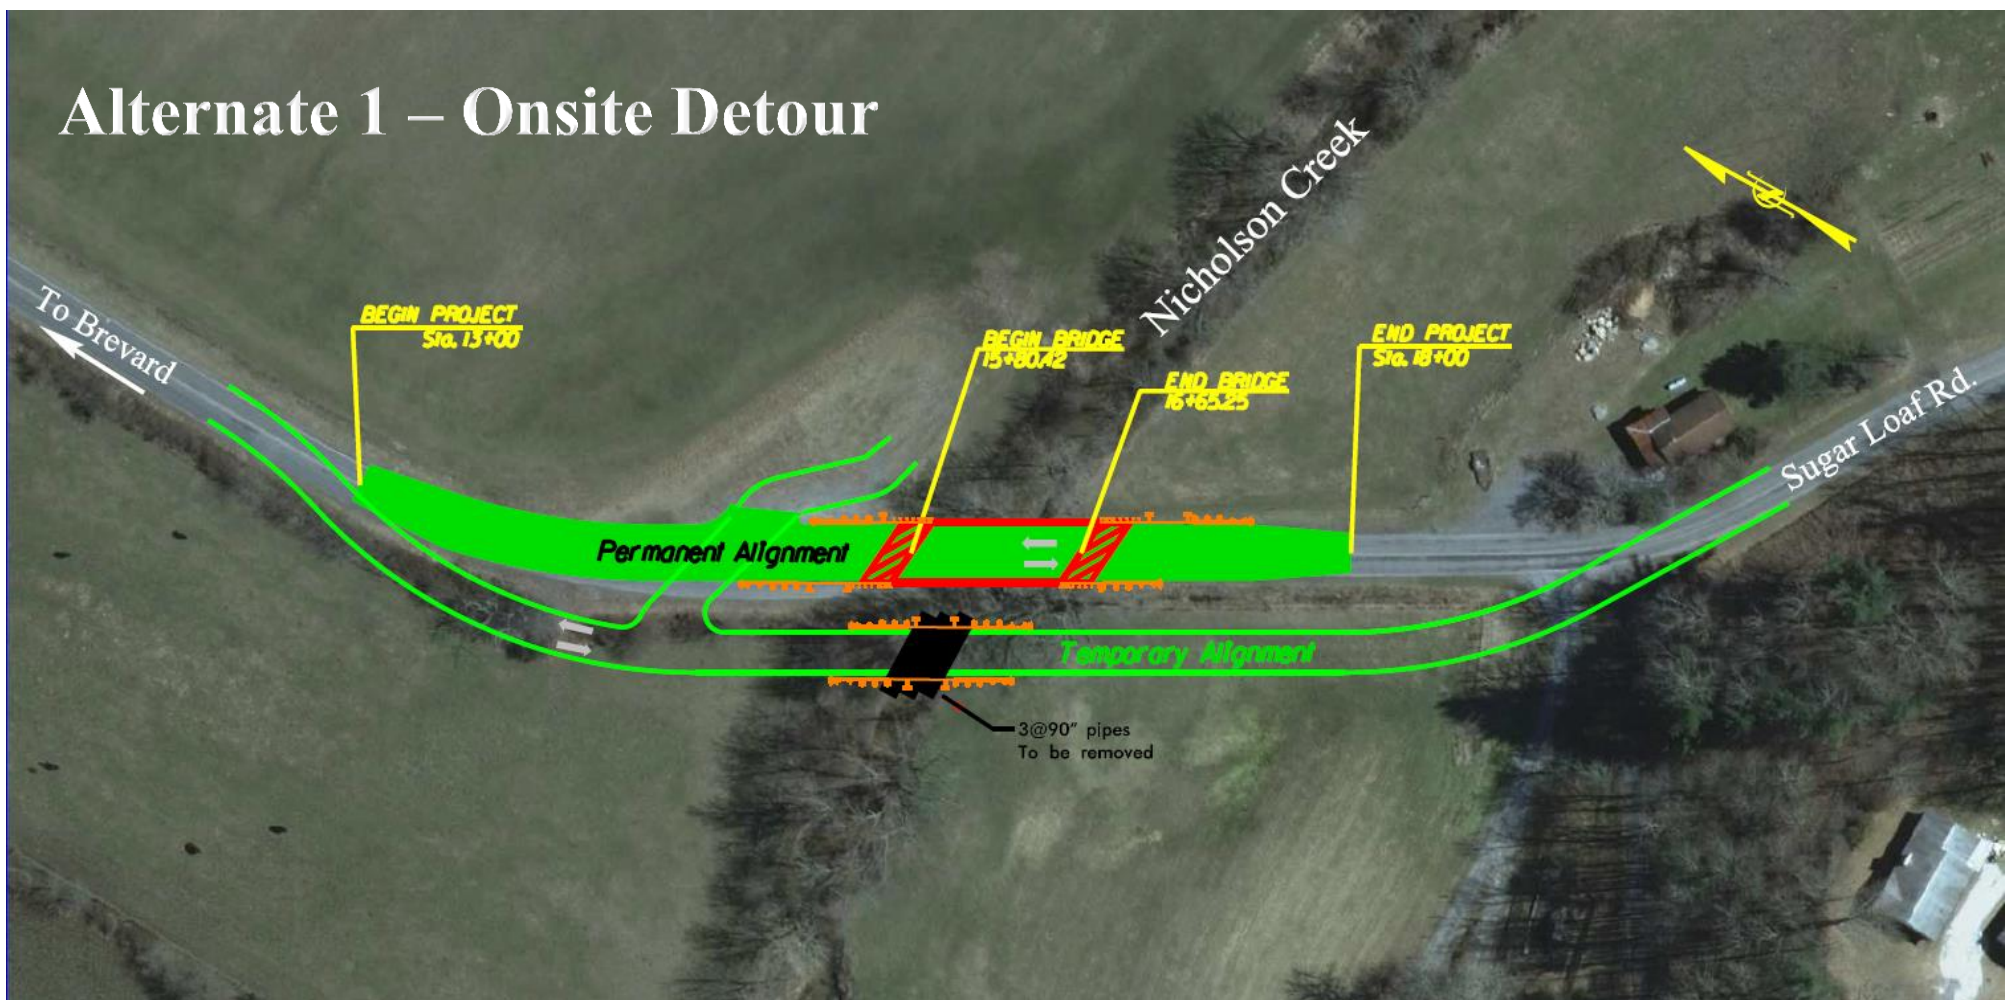 Alternate 1 – Onsite Detour
Nicholson Creek
N
To Brevard
BEGIN PROJECT
Sta. 13+00
BEGIN BRIDGE
15+80.42
END PROJECT
Sta. 18+00
END BRIDGE
16+65.25
Sugar Loaf Rd.
Permanent Alignment
Temporary Alignment
3@90" pipes
To be removed